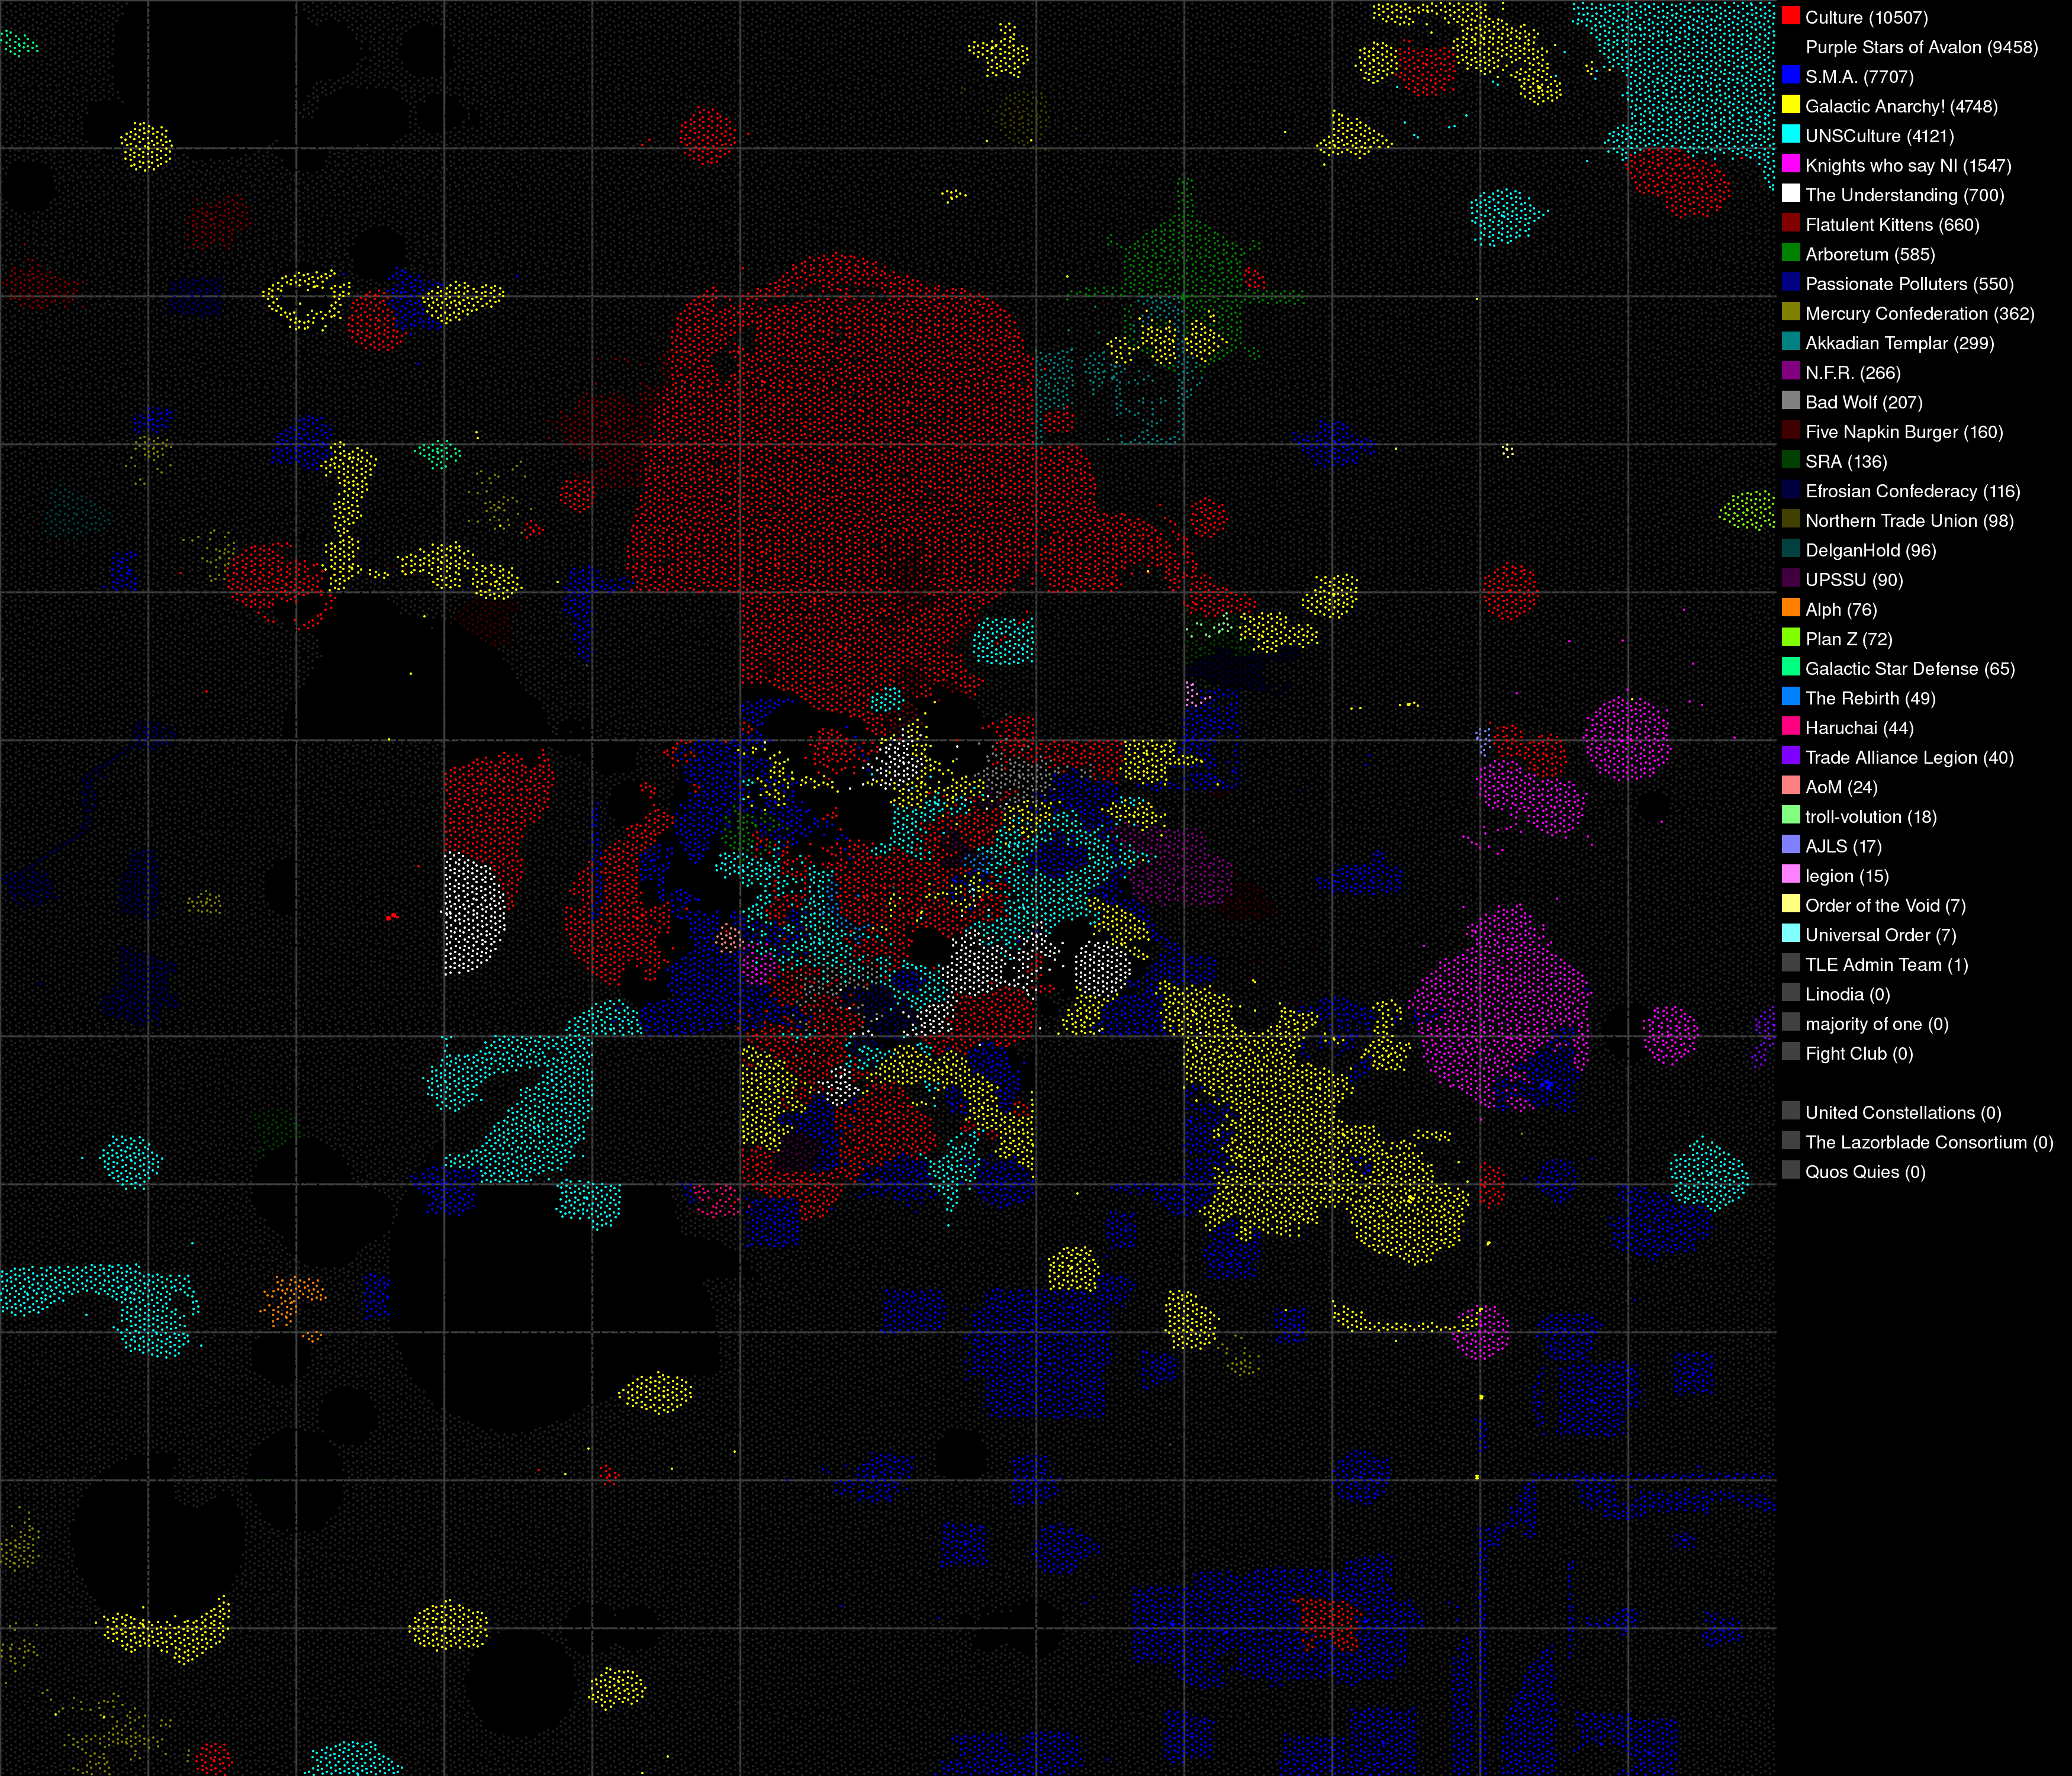 Culture (10507)
Purple Stars of Avalon (9458)
S.M.A. (7707)
Galactic Anarchy! (4748)
UNSCulture (4121)
Knights who say NI (1547)
The Understanding (700)
Flatulent Kittens (660)
Arboretum (585)
Passionate Polluters (550)
Mercury Confederation (362)
Akkadian Templar (299)
N.F.R. (266)
Bad Wolf (207)
Five Napkin Burger (160)
SRA (136)
Efrosian Confederacy (116)
Northern Trade Union (98)
DelganHold (96)
UPSSU (90)
Alph (76)
Plan Z (72)
Galactic Star Defense (65)
The Rebirth (49)
Haruchai (44)
Trade Alliance Legion (40)
AoM (24)
troll-volution (18)
AJLS (17)
legion (15)
Order of the Void (7)
Universal Order (7)
TLE Admin Team (1)
Linodia (0)
majority of one (0)
Fight Club (0)
United Constellations (0)
The Lazorblade Consortium (0)
Quos Quies (0)